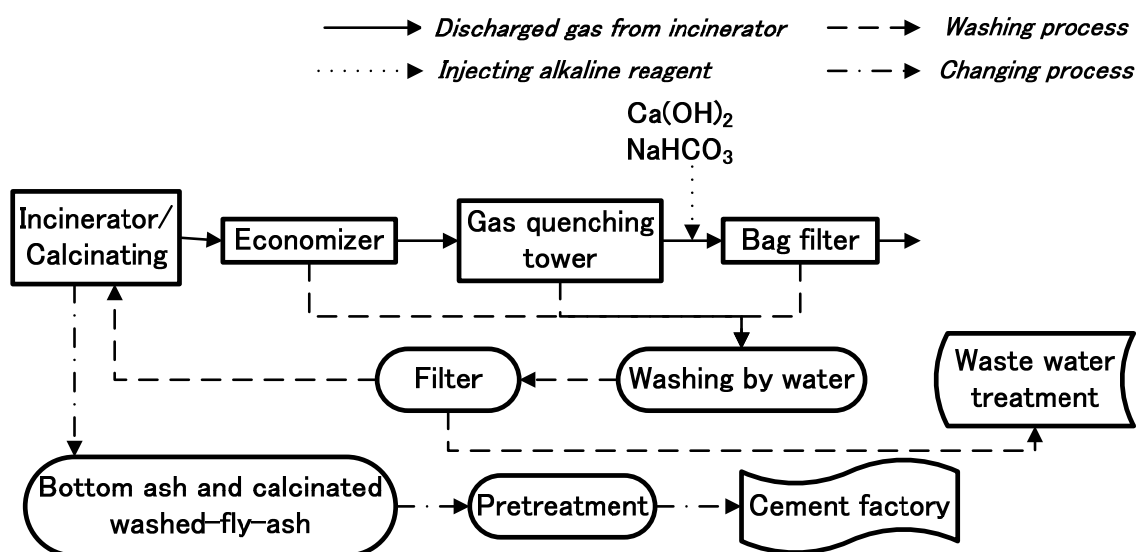 Discharged gas from incinerator
Washing process
Injecting alkaline reagent
Changing process
Ca(OH)₂
NaHCO₃
Incinerator/
Calcinating
Economizer
Gas quenching
tower
Bag filter
Filter
Washing by water
Waste water
treatment
Bottom ash and calcinated
washed-fly-ash
Pretreatment
Cement factory